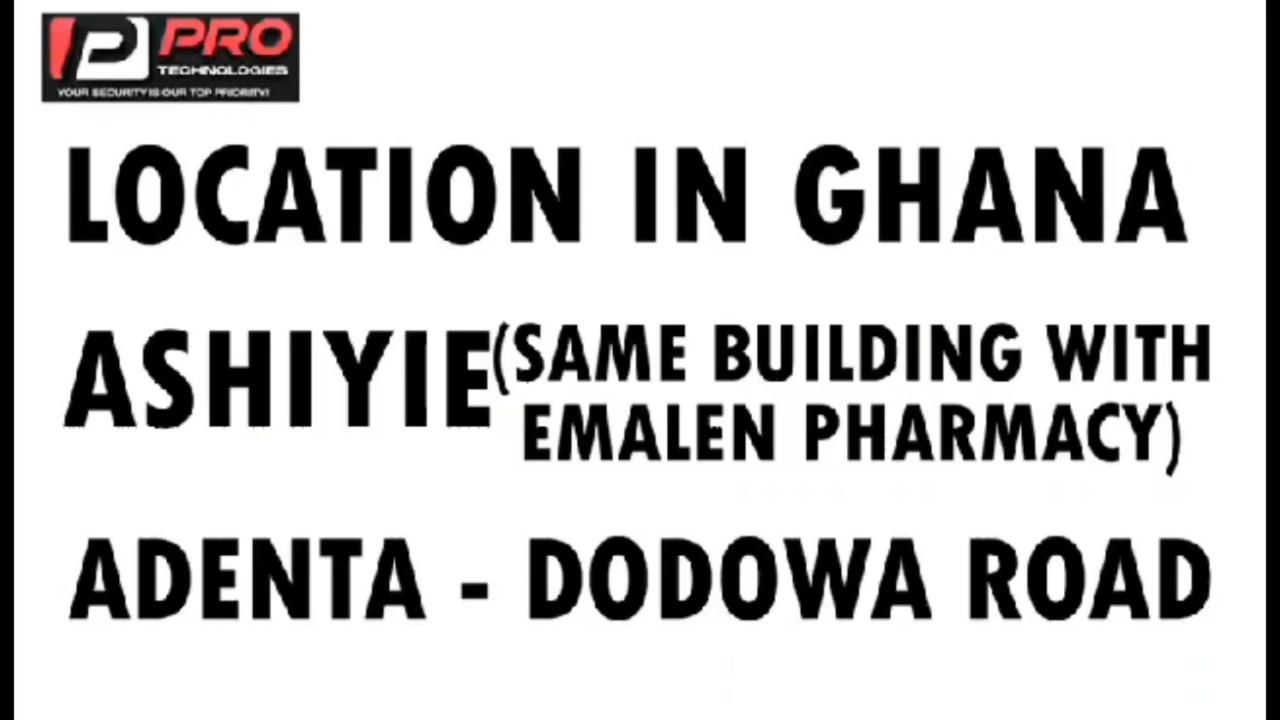 PRO
TECHNOLOGIES
YOUR SECURITY IS OUR TOP PRIORITY!
LOCATION IN GHANA
ASHIYIE (SAME BUILDING WITH
EMALEN PHARMACY)
ADENTA - DODOWA ROAD